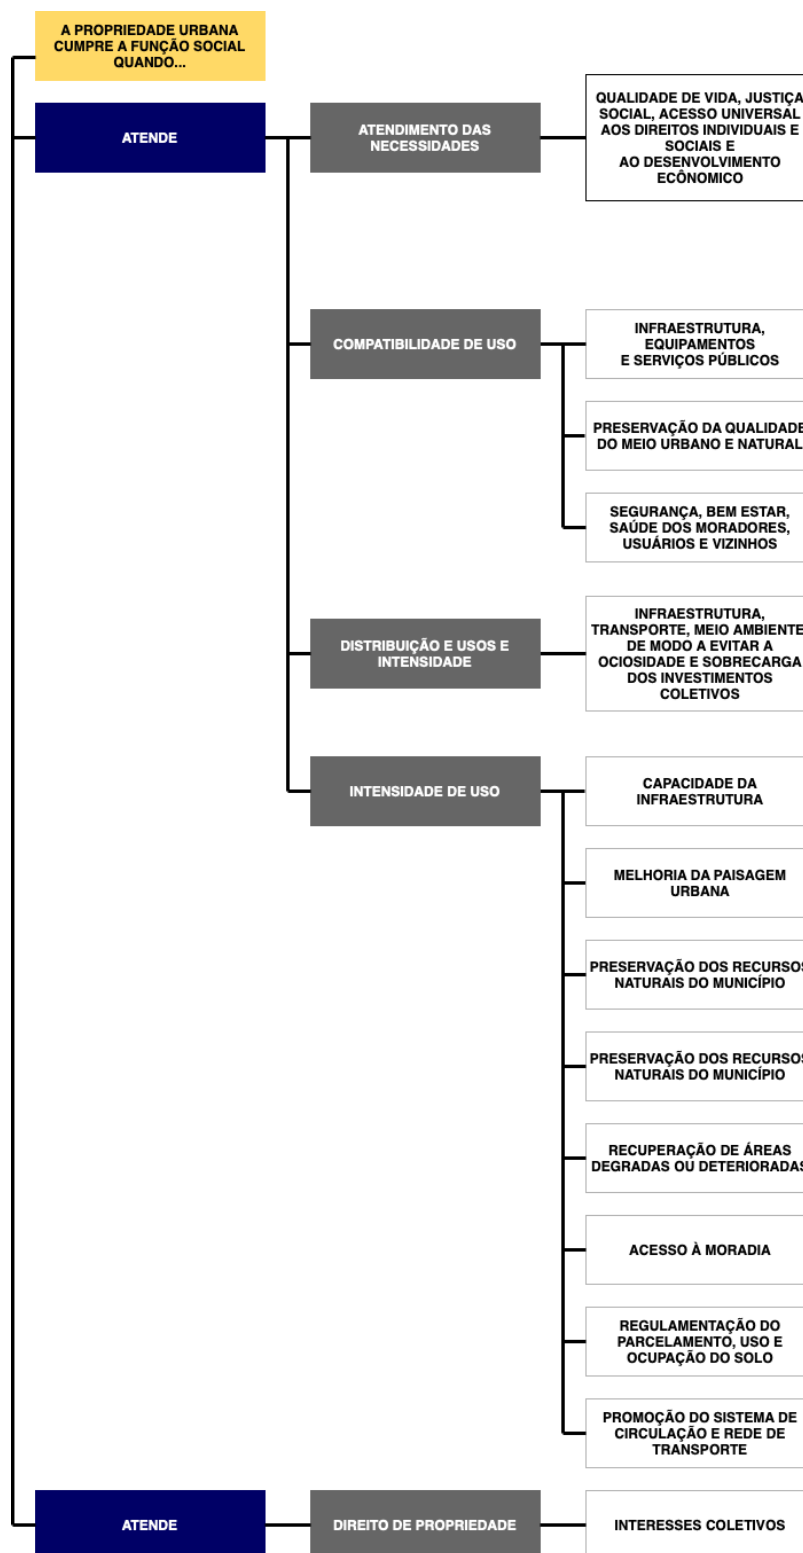 A PROPRIEDADE URBANA
CUMPRE A FUNÇÃO SOCIAL
QUANDO...
ATENDE
ATENDIMENTO DAS
NECESSIDADES
QUALIDADE DE VIDA, JUSTIÇA
SOCIAL, ACESSO UNIVERSAL
AOS DIREITOS INDIVIDUAIS E
SOCIAIS E
AO DESENVOLVIMENTO
ECÔNOMICO
COMPATIBILIDADE DE USO
INFRAESTRUTURA,
EQUIPAMENTOS
E SERVIÇOS PÚBLICOS
PRESERVAÇÃO DA QUALIDADE
DO MEIO URBANO E NATURAL
SEGURANÇA, BEM ESTAR,
SAÚDE DOS MORADORES,
USUÁRIOS E VIZINHOS
DISTRIBUIÇÃO E USOS E
INTENSIDADE
INFRAESTRUTURA,
TRANSPORTE, MEIO AMBIENTE
DE MODO A EVITAR A
OCIOSIDADE E SOBRECARGA
DOS INVESTIMENTOS
COLETIVOS
INTENSIDADE DE USO
CAPACIDADE DA
INFRAESTRUTURA
MELHORIA DA PAISAGEM
URBANA
PRESERVAÇÃO DOS RECURSOS
NATURAIS DO MUNICÍPIO
PRESERVAÇÃO DOS RECURSOS
NATURAIS DO MUNICÍPIO
RECUPERAÇÃO DE ÁREAS
DEGRADAS OU DETERIORADAS
ACESSO À MORADIA
REGULAMENTAÇÃO DO
PARCELAMENTO, USO E
OCUPAÇÃO DO SOLO
PROMOÇÃO DO SISTEMA DE
CIRCULAÇÃO E REDE DE
TRANSPORTE
ATENDE
DIREITO DE PROPRIEDADE
INTERESSES COLETIVOS